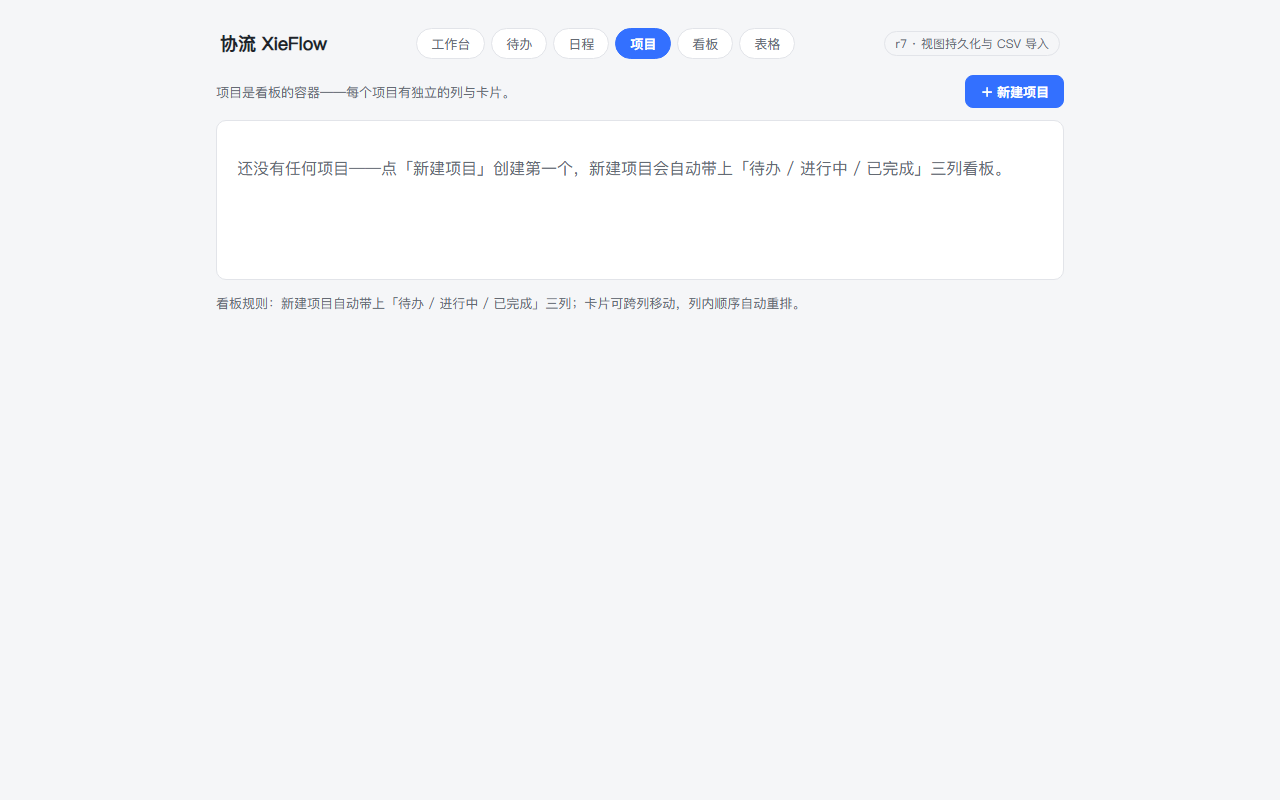 协流 XieFlow
工作台
待办
日程
项目
看板
表格
r7 · 视图持久化与 CSV 导入
项目是看板的容器——每个项目有独立的列与卡片。
＋ 新建项目
还没有任何项目——点「新建项目」创建第一个，新建项目会自动带上「待办 / 进行中 / 已完成」三列看板。
看板规则：新建项目自动带上「待办 / 进行中 / 已完成」三列；卡片可跨列移动，列内顺序自动重排。